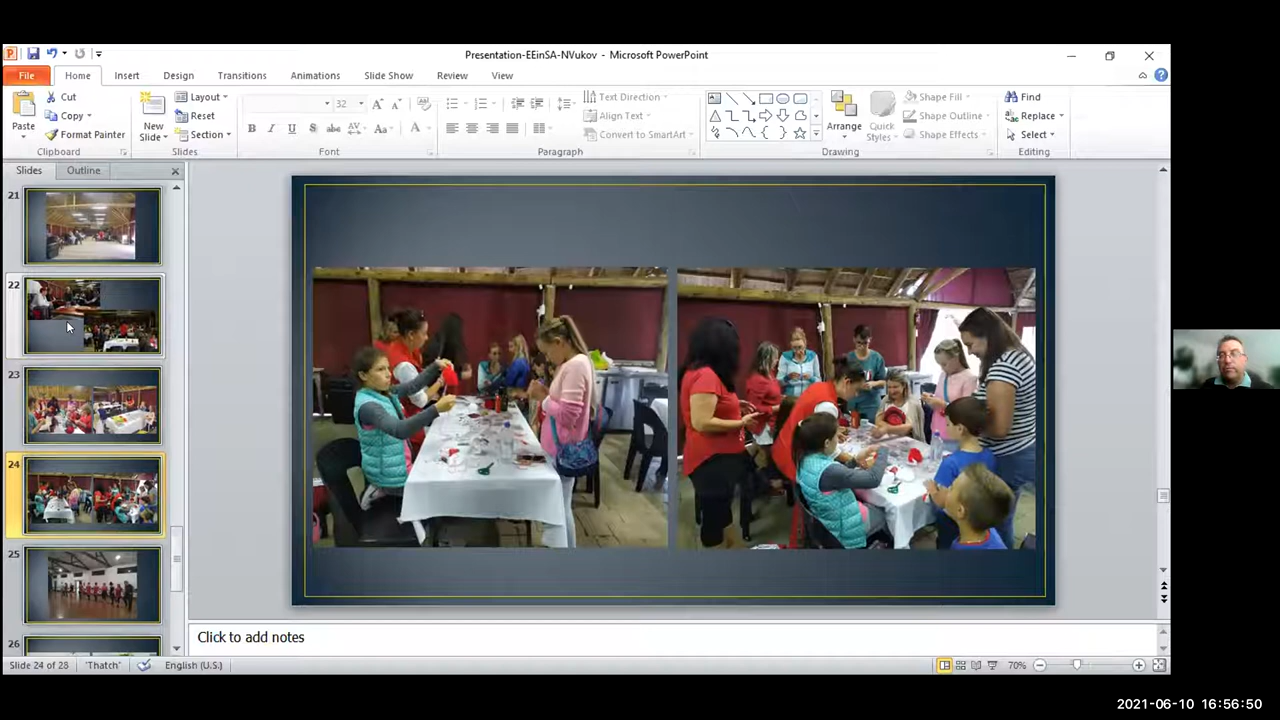 Presentation-EEinSA-NVukov - Microsoft PowerPoint
File Home Insert Design Transitions Animations Slide Show Review View
Paste
Cut
Copy
Format Painter
Clipboard
New Slide
Layout
Reset
Section
Slides
32
B I U S abc AV Aa A
Font
Text Direction
Align Text
Convert to SmartArt
Paragraph
Arrange
Quick Styles
Shape Fill
Shape Outline
Shape Effects
Drawing
Find
Replace
Select
Editing
Slides Outline
21
22
23
24
25
26
Click to add notes
Slide 24 of 28 'Thatch' English (U.S.) 70%
2021-06-10 16:56:50